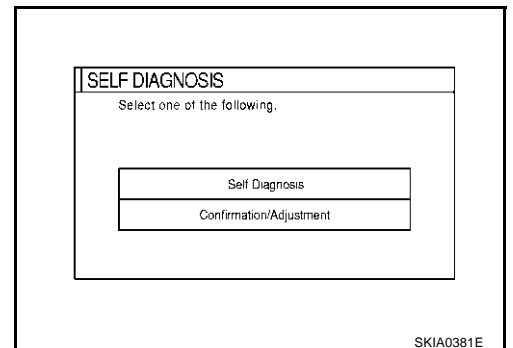 SELF DIAGNOSIS
Select one of the following.
Self Diagnosis
Confirmation/Adjustment
SKIA0381E